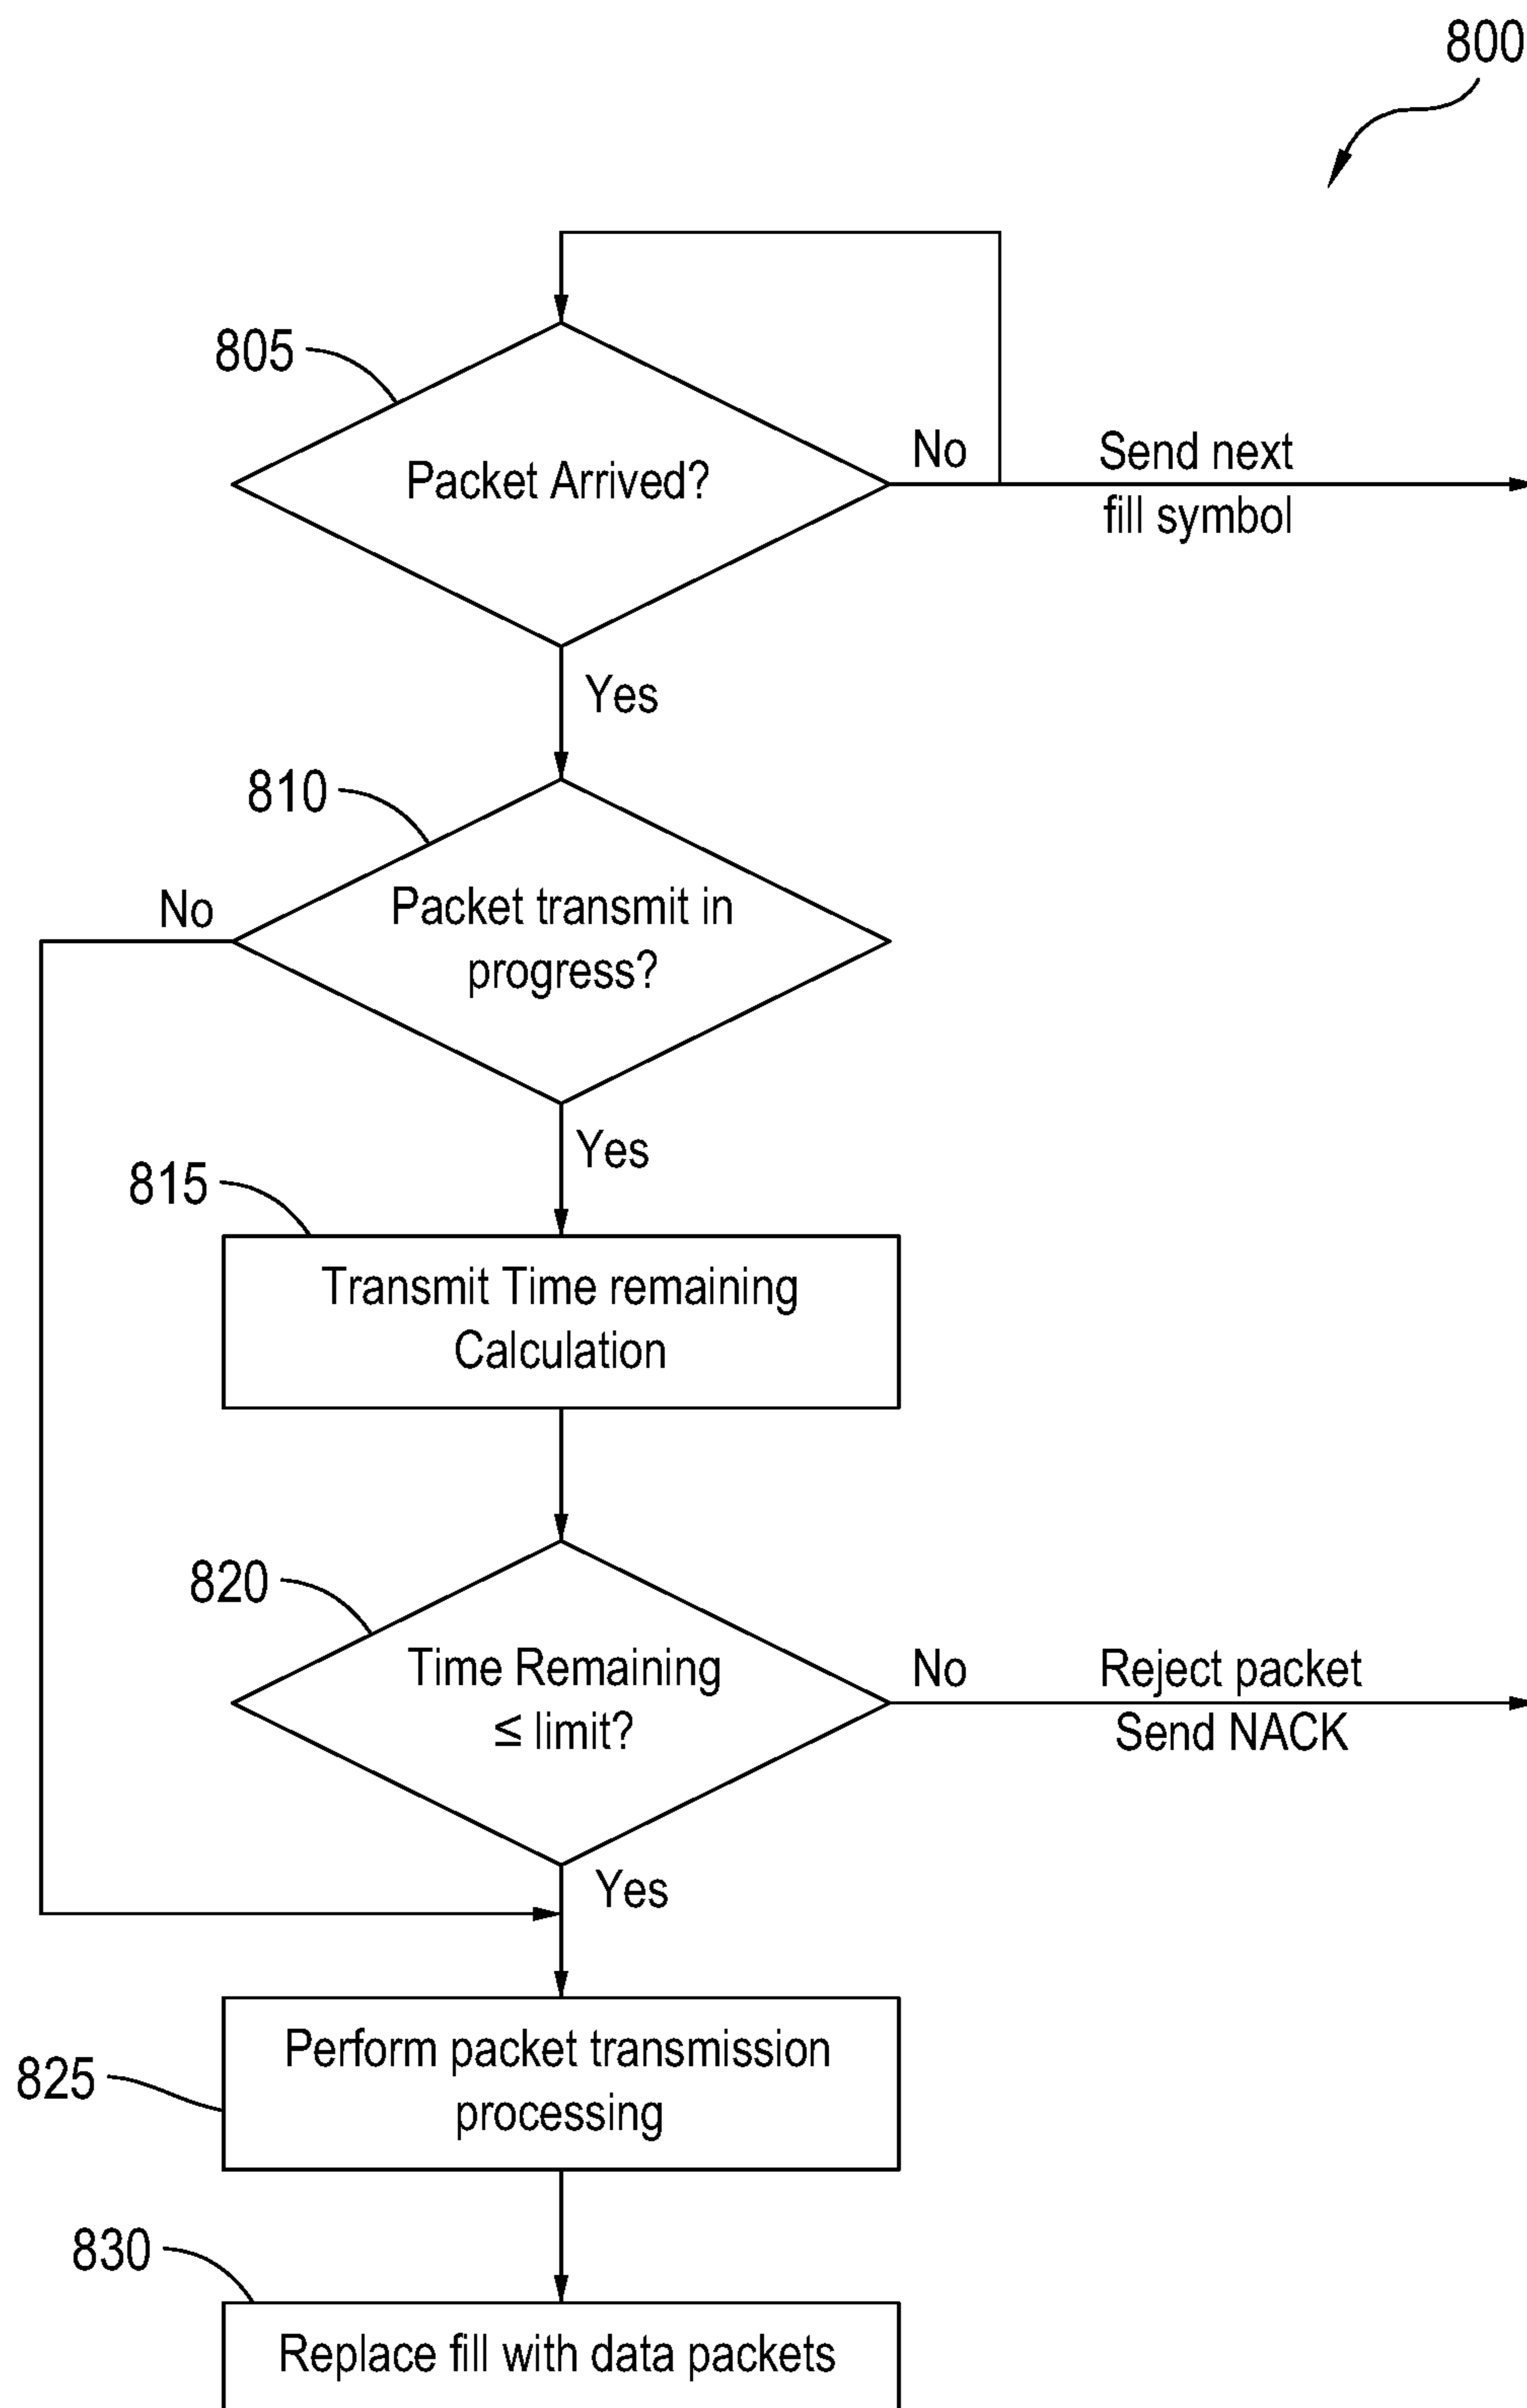 800
805
Packet Arrived?
No
Send next
fill symbol
Yes
810
No
Packet transmit in
progress?
Yes
815
Transmit Time remaining
Calculation
820
Time Remaining
≤ limit?
No
Reject packet
Send NACK
Yes
825
Perform packet transmission
processing
830
Replace fill with data packets